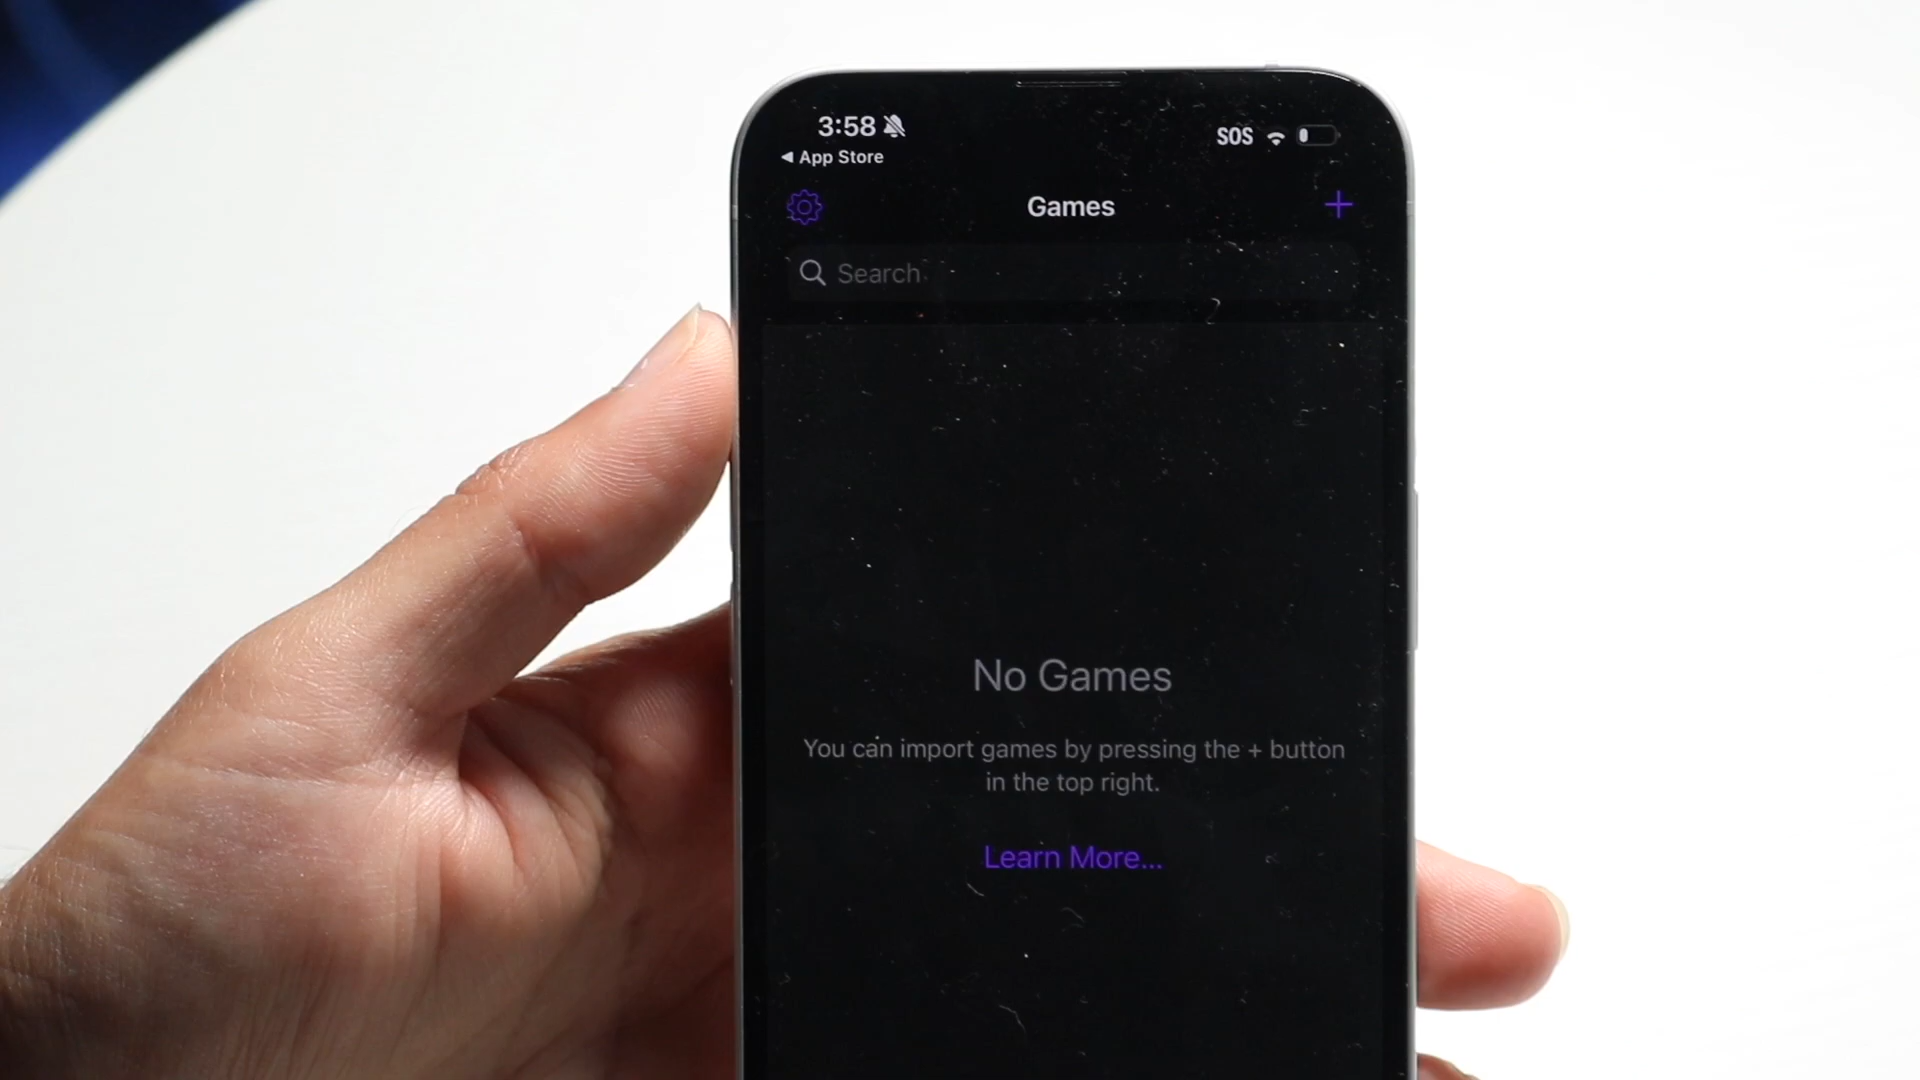 3:58
SOS
◀ App Store
Games
Search
No Games
You can import games by pressing the + button
in the top right.
Learn More...